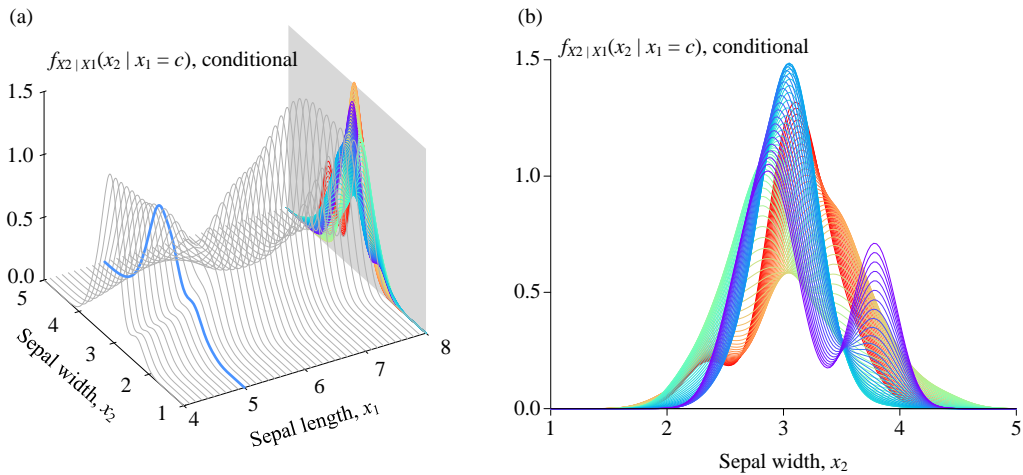 (a)
f_{X2 | X1}(x_2 | x_1 = c), conditional
1.5
1.0
0.5
0.0
5
4
3
2
1
Sepal width, x_2
4
5
6
7
8
Sepal length, x_1
(b)
f_{X2 | X1}(x_2 | x_1 = c), conditional
1.5
1.0
0.5
0.0
1 2 3 4 5
Sepal width, x_2